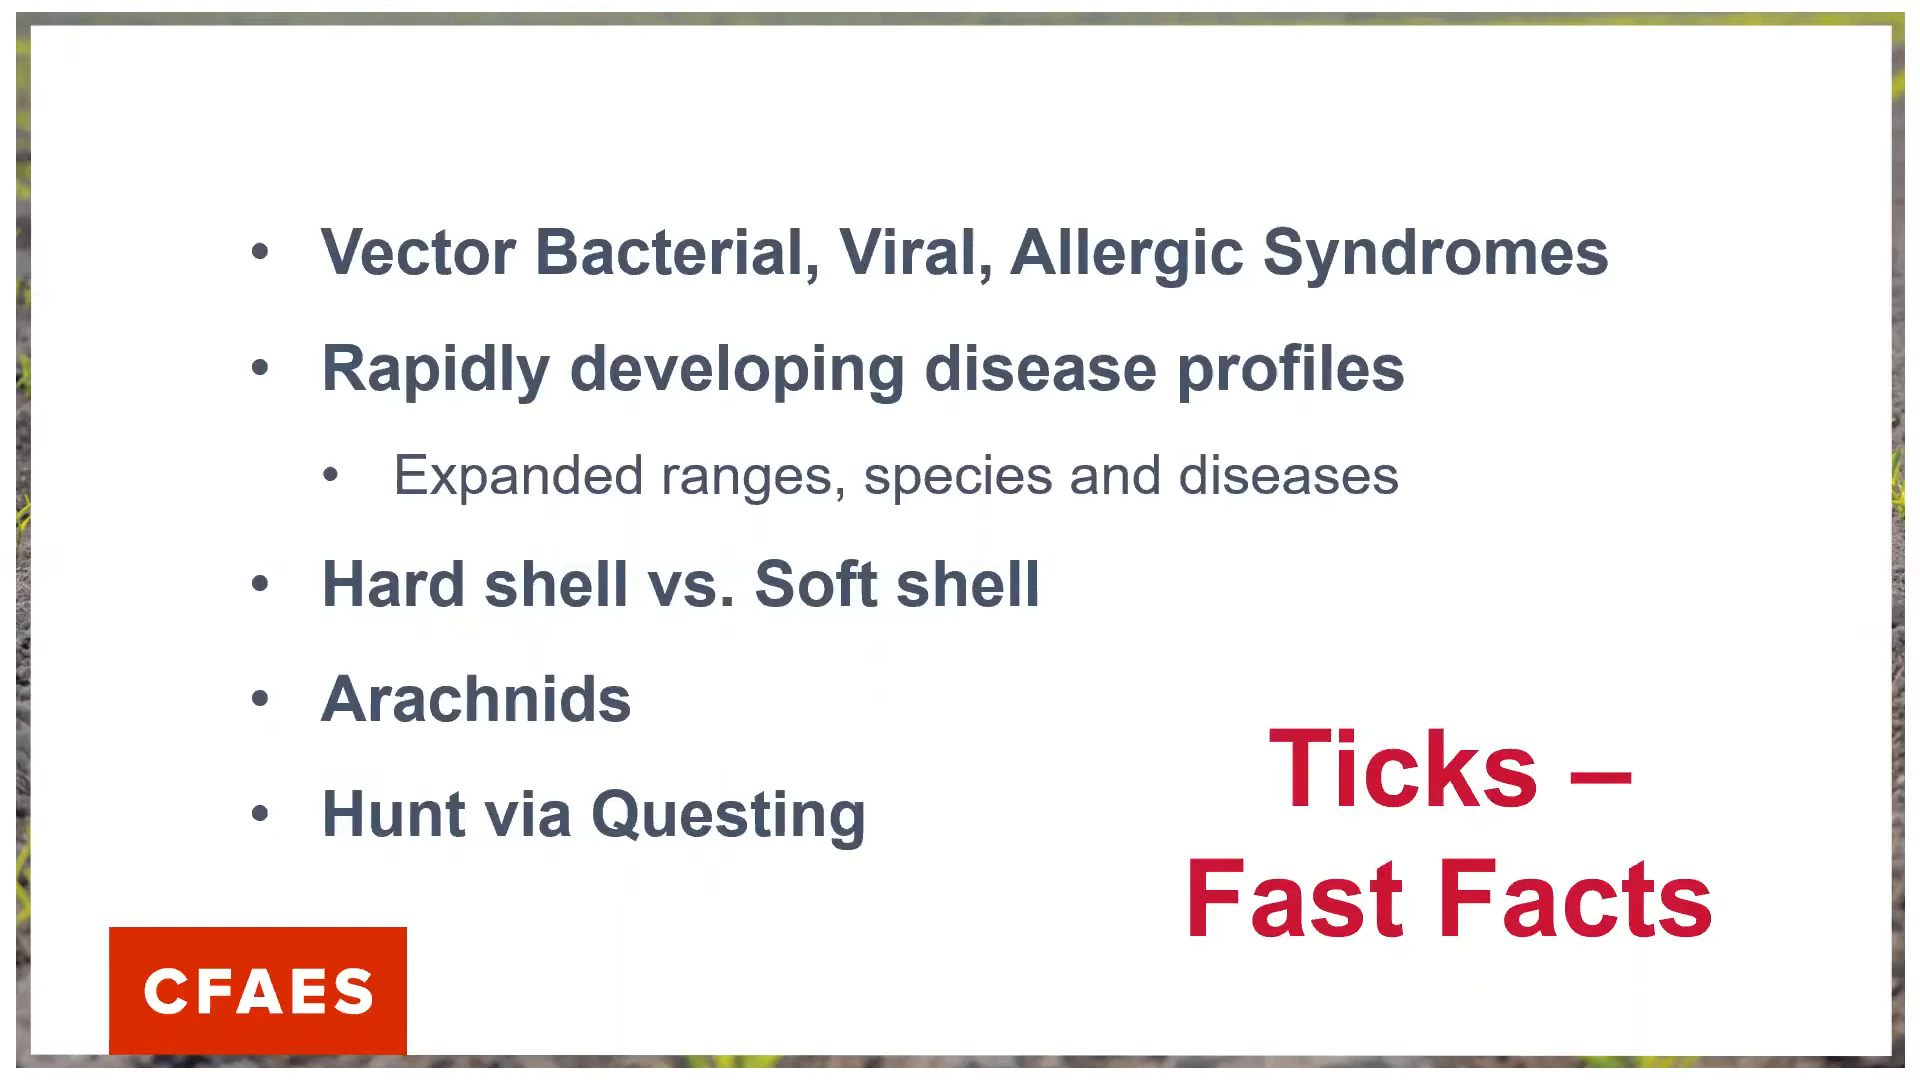 • Vector Bacterial, Viral, Allergic Syndromes
• Rapidly developing disease profiles
• Expanded ranges, species and diseases
• Hard shell vs. Soft shell
• Arachnids
• Hunt via Questing
Ticks –
Fast Facts
CFAES